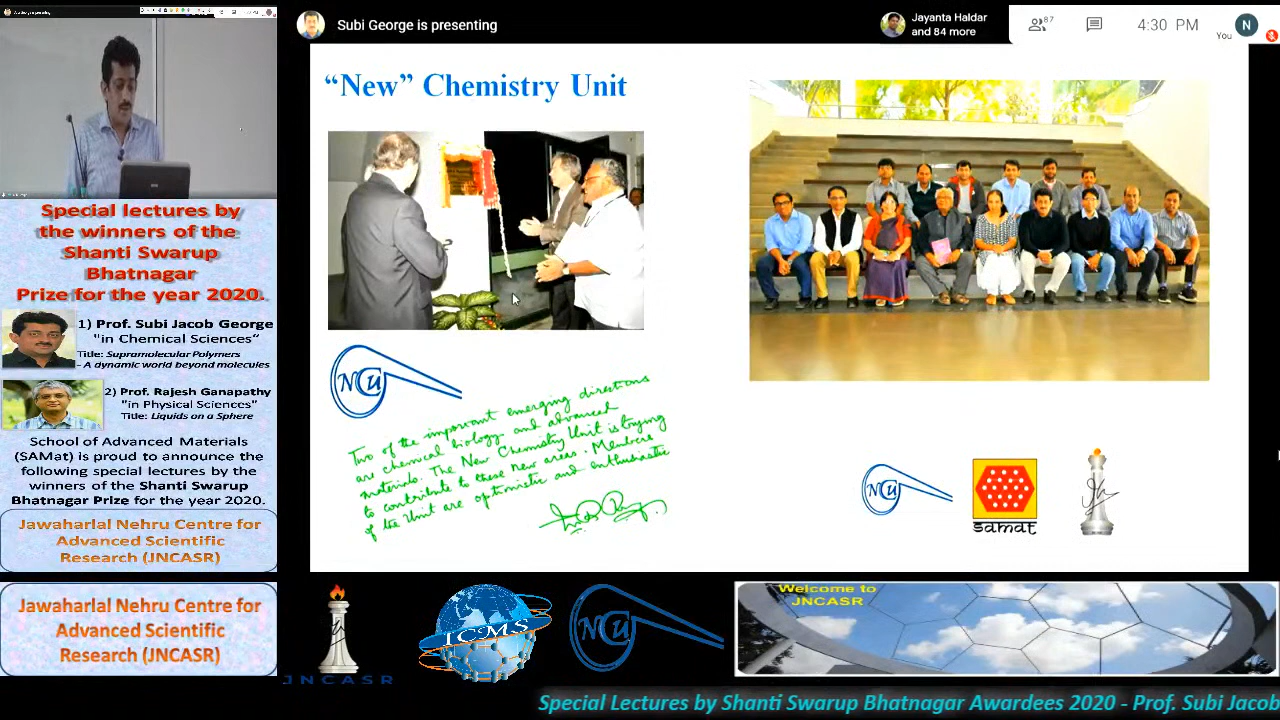 Subi George is presenting
Jayanta Haldar
and 84 more
87
4:30 PM
You
N
"New" Chemistry Unit
NCU
Two of the important emerging directions
are chemical biology and advanced
materials. The New Chemistry Unit is trying
to contribute to these new areas. Members
of the Unit are optimistic and enthusiastic
NCU
samat
Special lectures by
the winners of the
Shanti Swarup
Bhatnagar
Prize for the year 2020.
1) Prof. Subi Jacob George
"in Chemical Sciences"
Title: Supramolecular Polymers
- A dynamic world beyond molecules
2) Prof. Rajesh Ganapathy
"in Physical Sciences"
Title: Liquids on a Sphere
School of Advanced Materials
(SAMat) is proud to announce the
following special lectures by the
winners of the Shanti Swarup
Bhatnagar Prize for the year 2020.
Jawaharlal Nehru Centre for
Advanced Scientific
Research (JNCASR)
Jawaharlal Nehru Centre for
Advanced Scientific
Research (JNCASR)
JNCASR
ICMS
NCU
Welcome to
JNCASR
Special Lectures by Shanti Swarup Bhatnagar Awardees 2020 - Prof. Subi Jacob